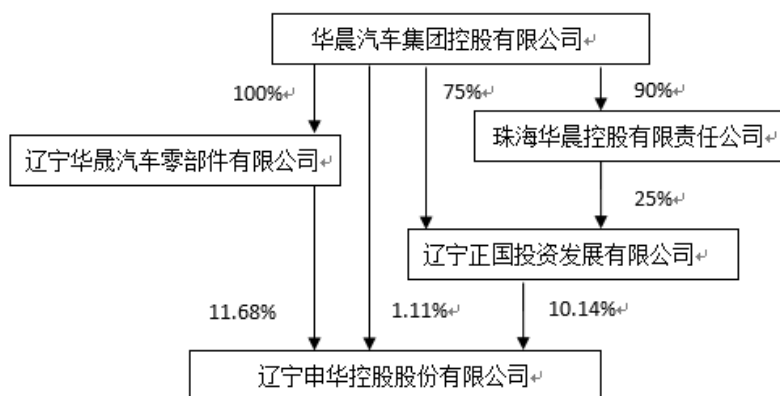 华晨汽车集团控股有限公司
100%
75%
90%
辽宁华晟汽车零部件有限公司
珠海华晨控股有限责任公司
25%
辽宁正国投资发展有限公司
11.68%
1.11%
10.14%
辽宁申华控股股份有限公司